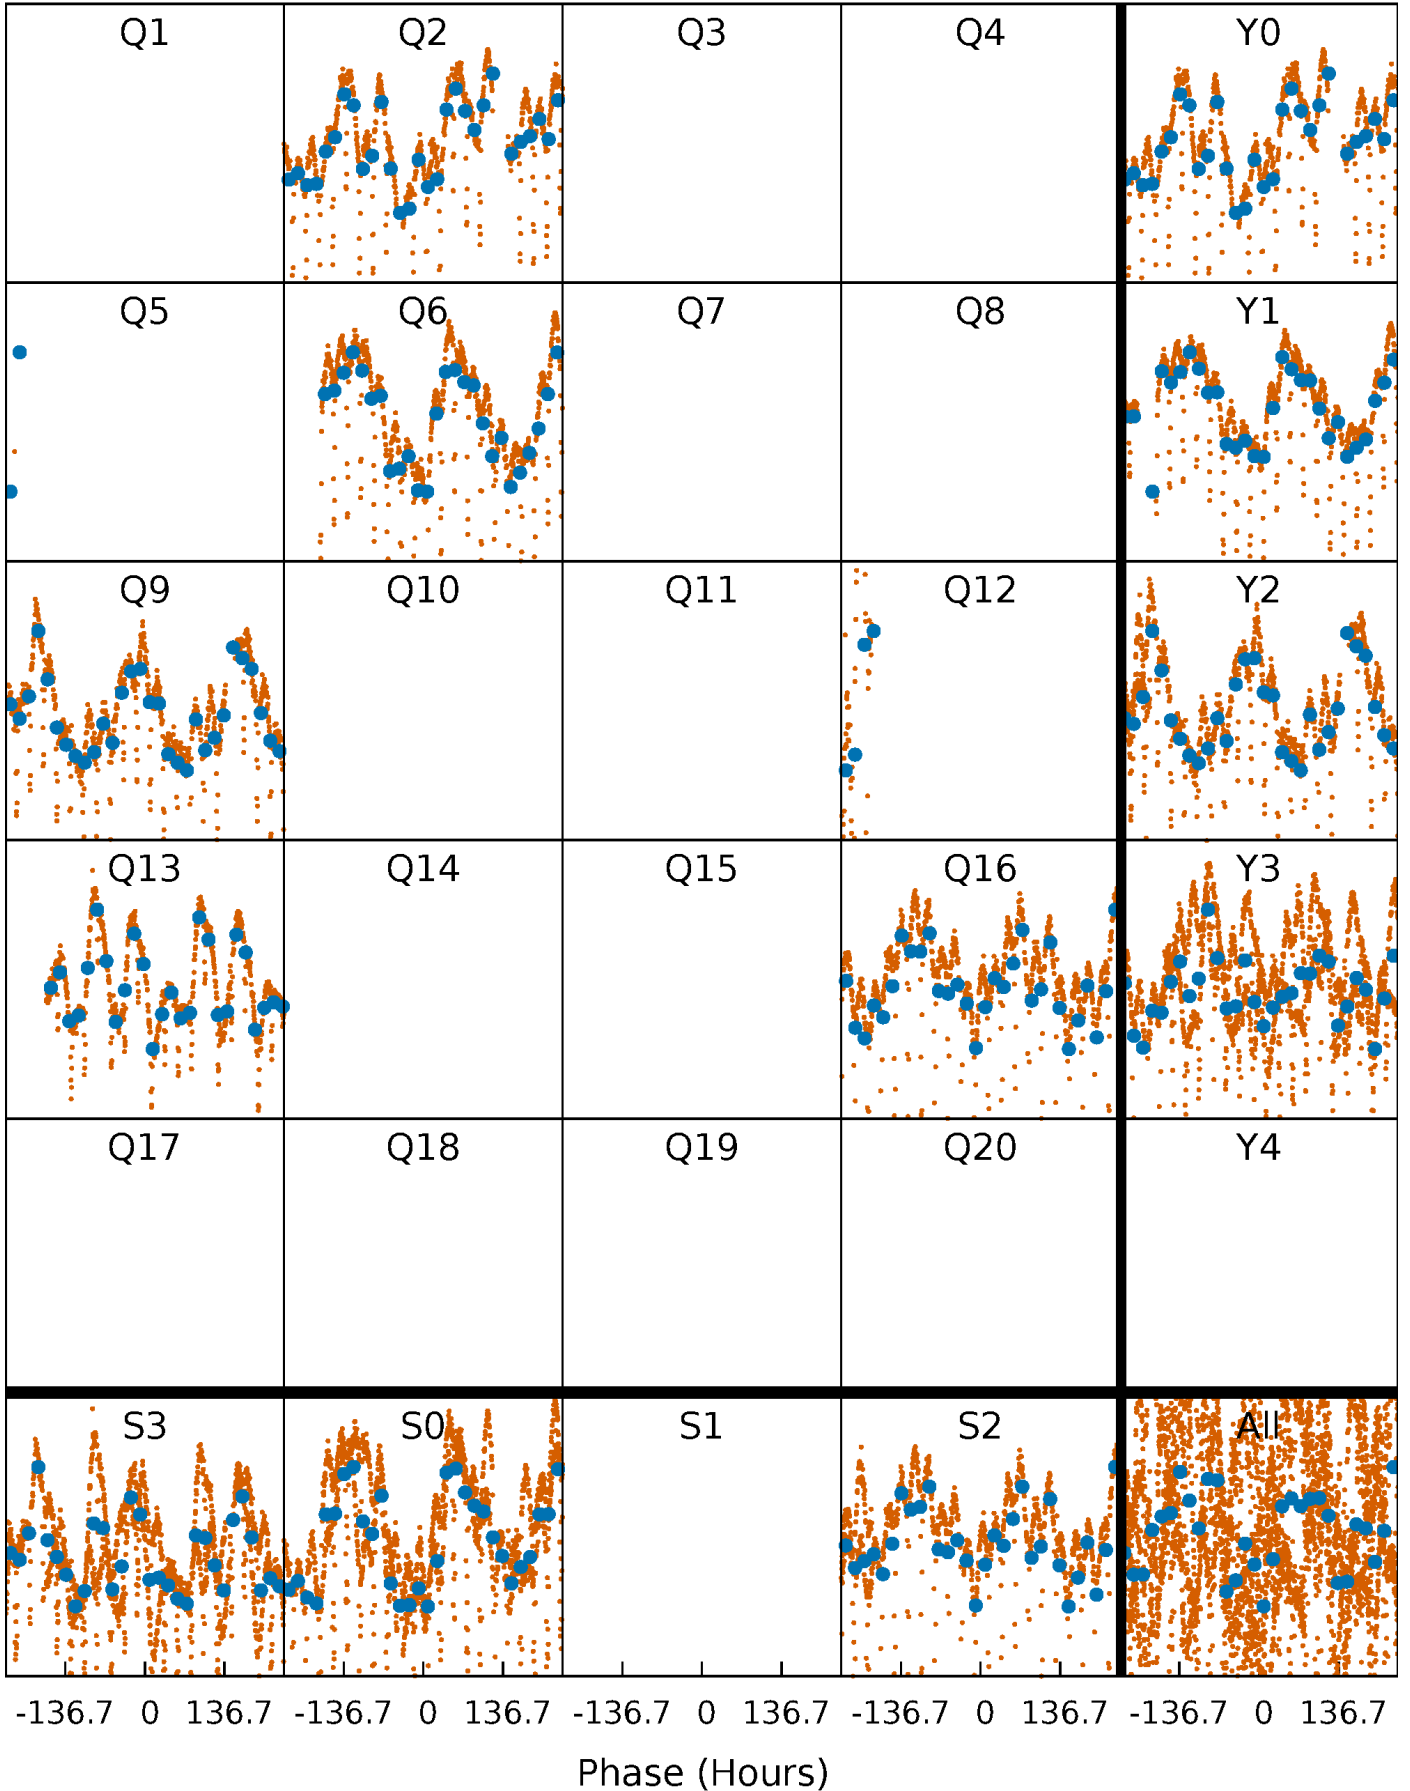 Q1 Q2 Q3 Q4 Y0
Q5 Q6 Q7 Q8 Y1
Q9 Q10 Q11 Q12 Y2
Q13 Q14 Q15 Q16 Y3
Q17 Q18 Q19 Q20 Y4
S3 S0 S1 S2 All
-136.7 0 136.7 -136.7 0 136.7 -136.7 0 136.7 -136.7 0 136.7 -136.7 0 136.7
Phase (Hours)